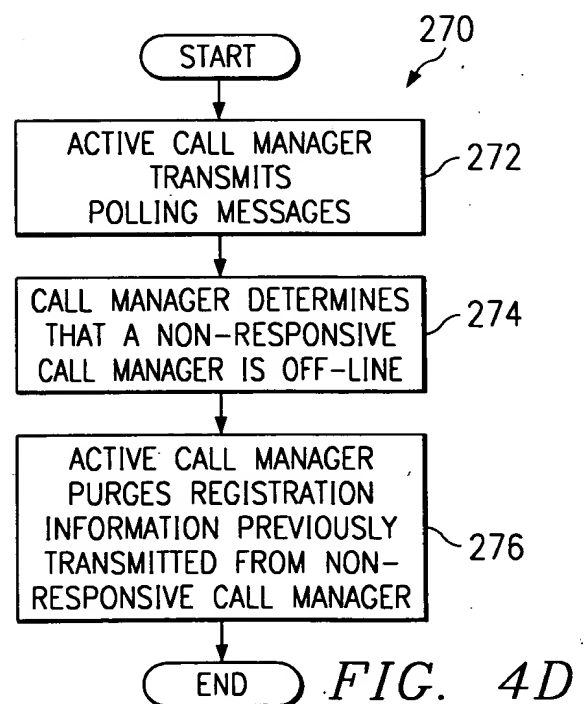 270
START
ACTIVE CALL MANAGER
TRANSMITS
POLLING MESSAGES
272
CALL MANAGER DETERMINES
THAT A NON-RESPONSIVE
CALL MANAGER IS OFF-LINE
274
ACTIVE CALL MANAGER
PURGES REGISTRATION
INFORMATION PREVIOUSLY
TRANSMITTED FROM NON-
RESPONSIVE CALL MANAGER
276
END
FIG. 4D